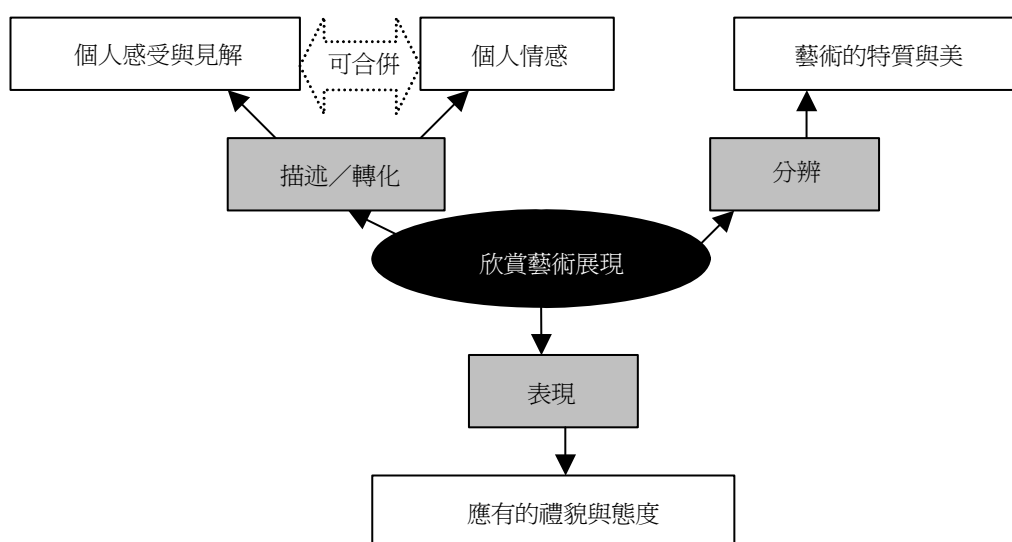 個人感受與見解
可合併
個人情感
藝術的特質與美
描述／轉化
分辨
欣賞藝術展現
表現
應有的禮貌與態度